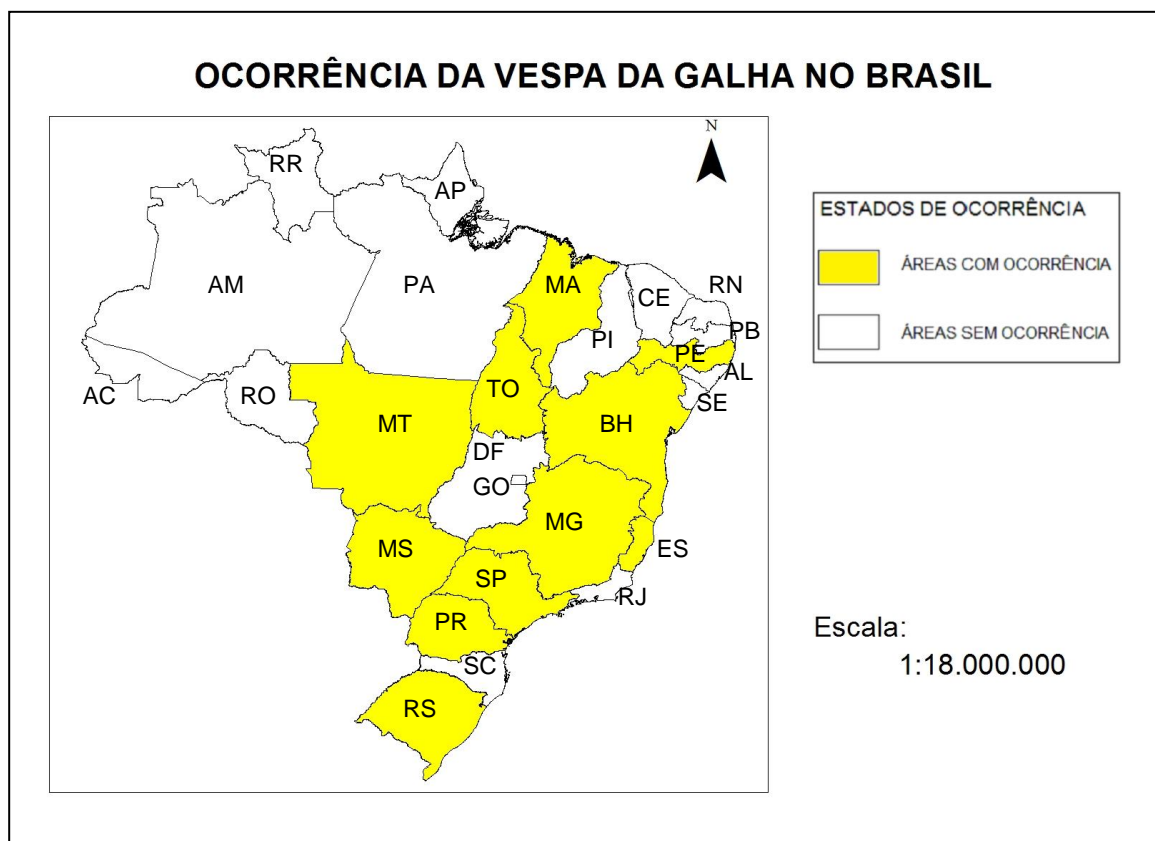 OCORRÊNCIA DA VESPA DA GALHA NO BRASIL
N
RR
AP
AM
PA
MA
CE
RN
PI
PB
PE
AL
AC
RO
TO
SE
MT
BH
DF
GO
MG
MS
ES
SP
RJ
PR
SC
RS
ESTADOS DE OCORRÊNCIA
ÁREAS COM OCORRÊNCIA
ÁREAS SEM OCORRÊNCIA
Escala:
1:18.000.000